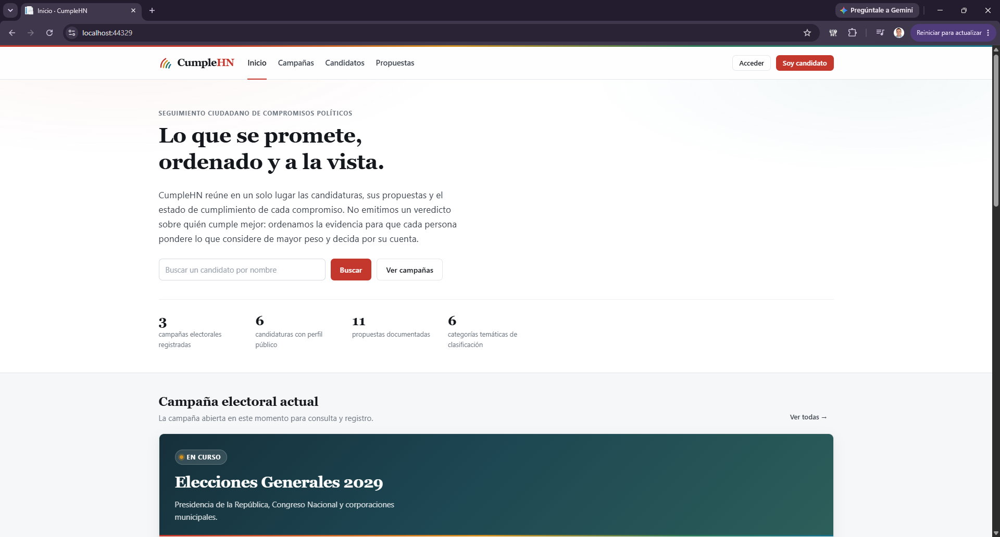 Inicio · CumpleHN
Pregúntale a Gemini
localhost:44329
Reiniciar para actualizar
CumpleHN
Inicio
Campañas
Candidatos
Propuestas
Acceder
Soy candidato
SEGUIMIENTO CIUDADANO DE COMPROMISOS POLÍTICOS
Lo que se promete,
ordenado y a la vista.
CumpleHN reúne en un solo lugar las candidaturas, sus propuestas y el
estado de cumplimiento de cada compromiso. No emitimos un veredicto
sobre quién cumple mejor: ordenamos la evidencia para que cada persona
pondere lo que considere de mayor peso y decida por su cuenta.
Buscar un candidato por nombre
Buscar
Ver campañas
3
campañas electorales
registradas
6
candidaturas con perfil
público
11
propuestas documentadas
6
categorías temáticas de
clasificación
Campaña electoral actual
La campaña abierta en este momento para consulta y registro.
Ver todas →
EN CURSO
Elecciones Generales 2029
Presidencia de la República, Congreso Nacional y corporaciones
municipales.